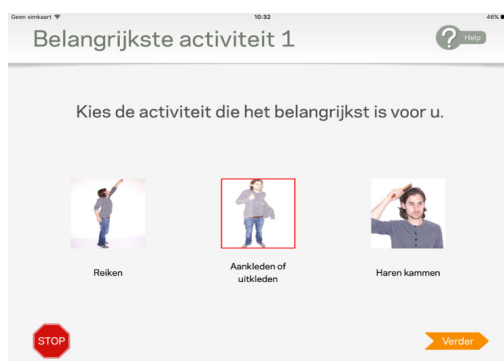 Geen simkaart 10:32 46%
Belangrijkste activiteit 1
? Help
Kies de activiteit die het belangrijkst is voor u.
Reiken
Aankleden of
uitkleden
Haren kammen
STOP
Verder